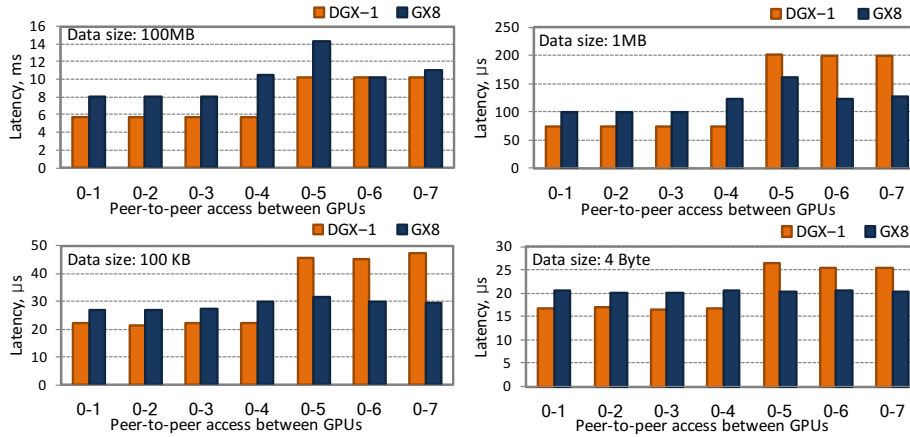 DGX–1 GX8
Data size: 100MB
Latency, ms
16
14
12
10
8
6
4
2
0
0-1 0-2 0-3 0-4 0-5 0-6 0-7
Peer-to-peer access between GPUs
DGX–1 GX8
Data size: 1MB
Latency, µs
250
200
150
100
50
0
0-1 0-2 0-3 0-4 0-5 0-6 0-7
Peer-to-peer access between GPUs
DGX–1 GX8
Data size: 100 KB
Latency, µs
50
40
30
20
10
0
0-1 0-2 0-3 0-4 0-5 0-6 0-7
Peer-to-peer access between GPUs
DGX–1 GX8
Data size: 4 Byte
Latency, µs
30
25
20
15
10
5
0
0-1 0-2 0-3 0-4 0-5 0-6 0-7
Peer-to-peer access between GPUs